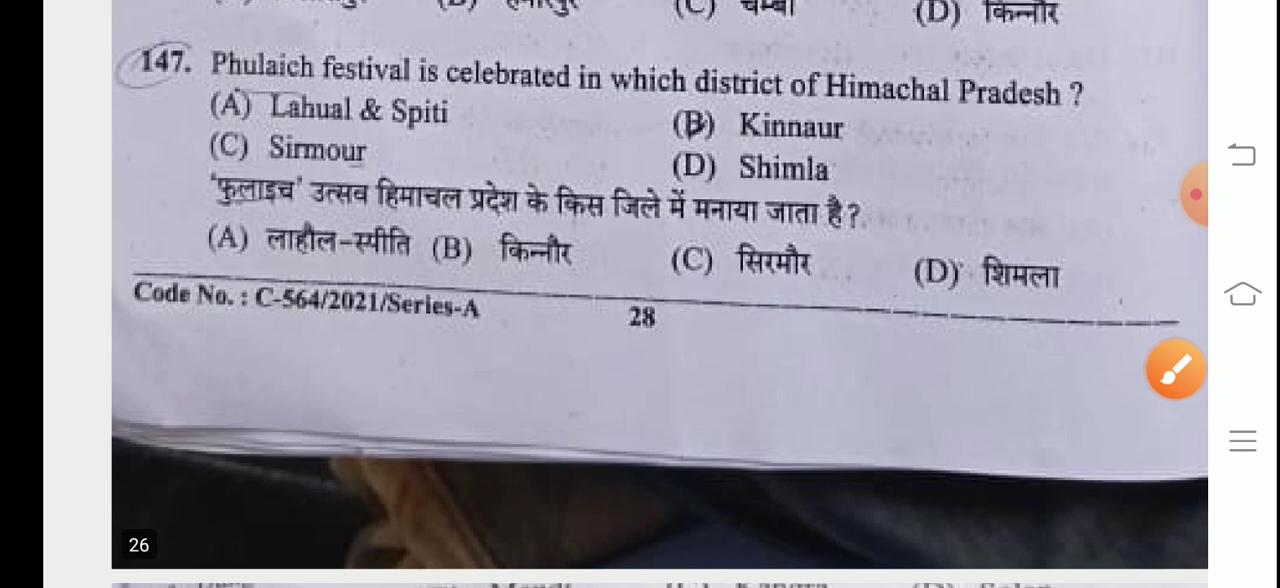 (C) चम्बा (D) किन्नौर
147. Phulaich festival is celebrated in which district of Himachal Pradesh ?
(A) Lahual & Spiti (B) Kinnaur
(C) Sirmour (D) Shimla
'फुलाइच' उत्सव हिमाचल प्रदेश के किस जिले में मनाया जाता है?
(A) लाहौल-स्पीति (B) किन्नौर (C) सिरमौर (D) शिमला
Code No. : C-564/2021/Series-A 28
26